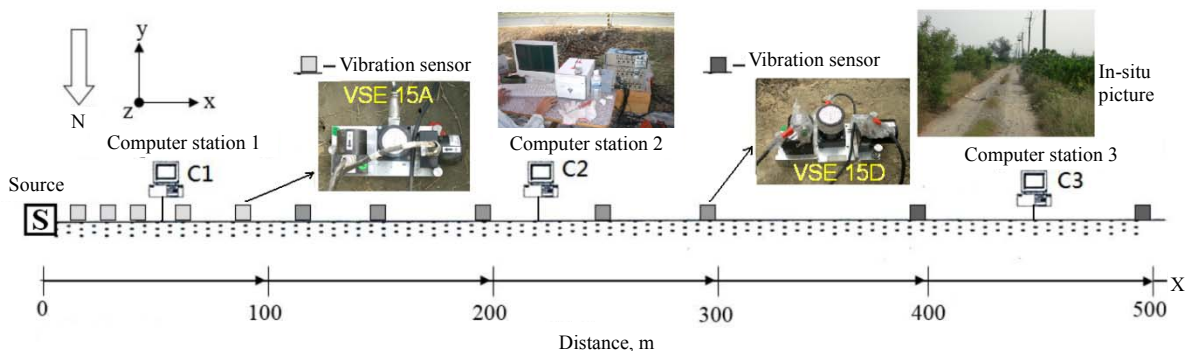 y
x
z
N
Vibration sensor
VSE 15A
Vibration sensor
VSE 15D
In-situ
picture
Computer station 1
Computer station 2
Computer station 3
C1
C2
C3
Source
S
X
0
100
200
300
400
500
Distance, m